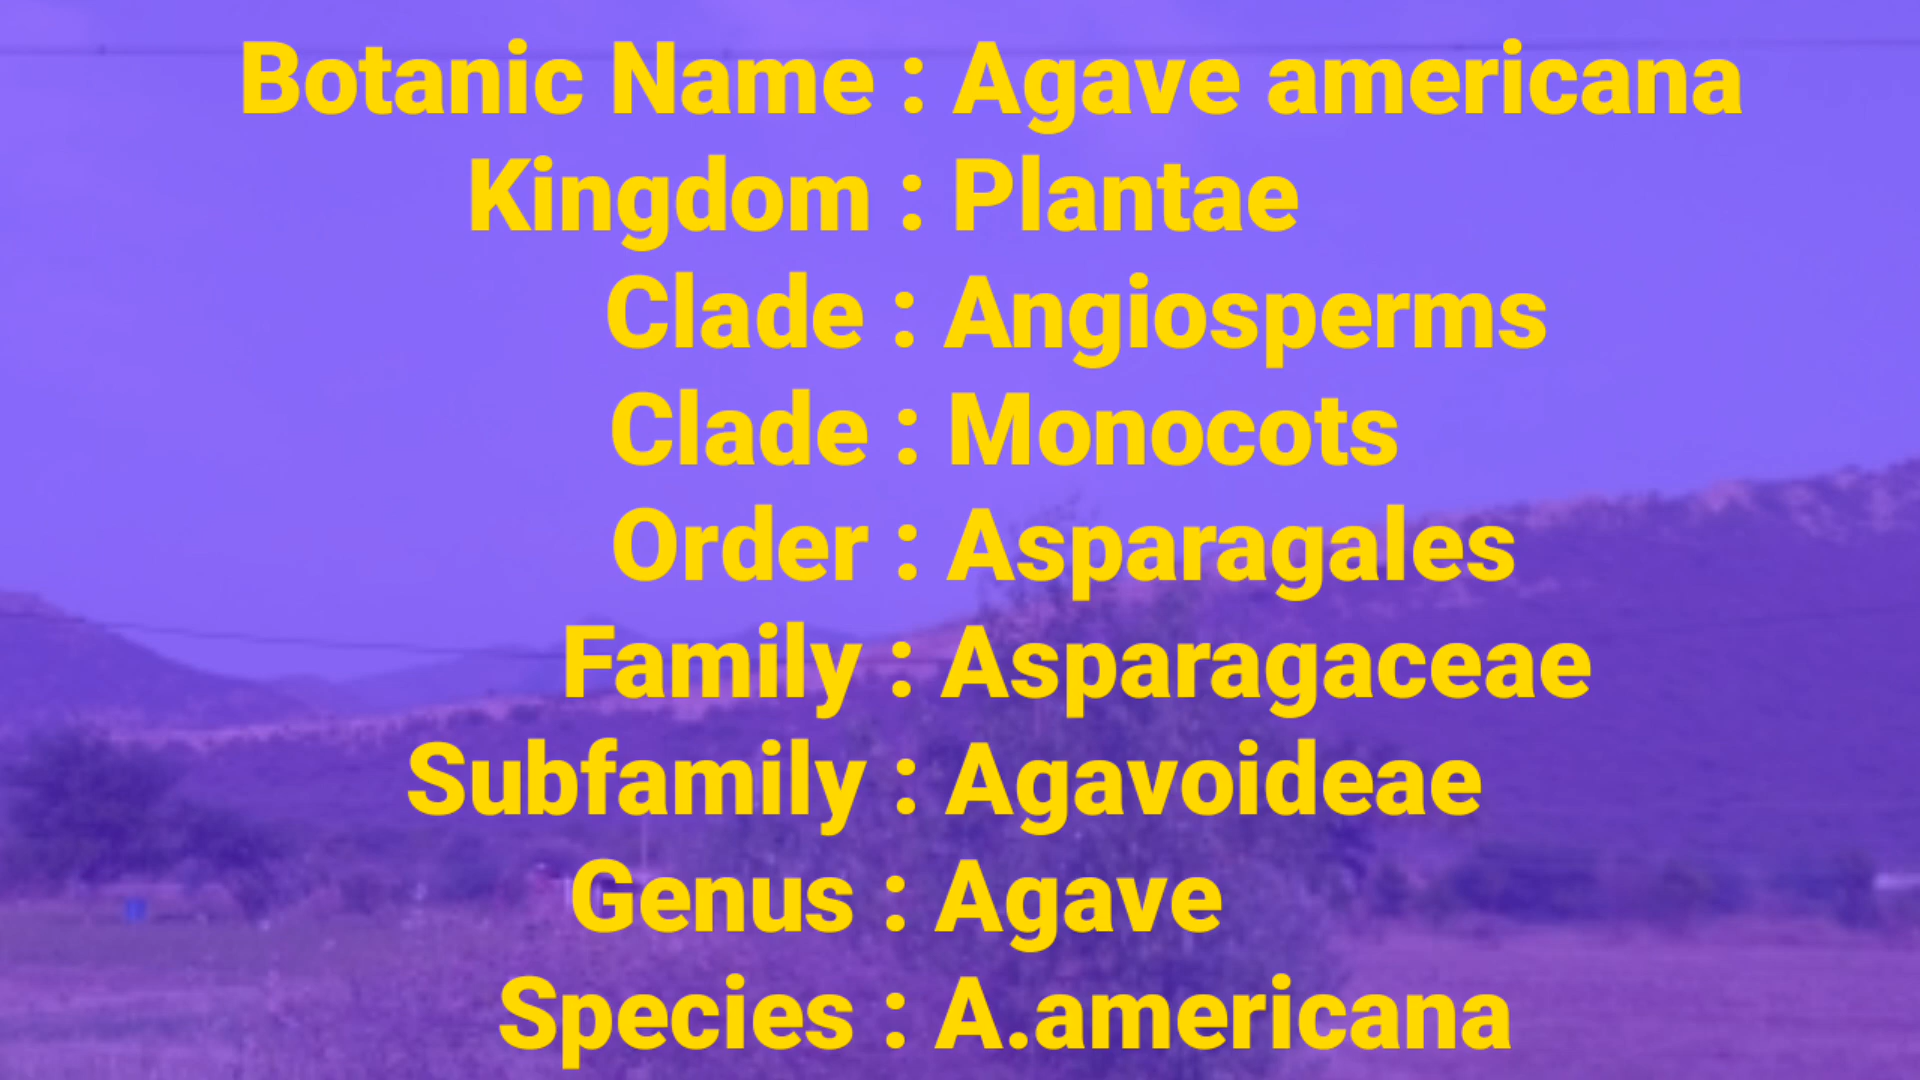 Botanic Name : Agave americana
Kingdom : Plantae
Clade : Angiosperms
Clade : Monocots
Order : Asparagales
Family : Asparagaceae
Subfamily : Agavoideae
Genus : Agave
Species : A.americana